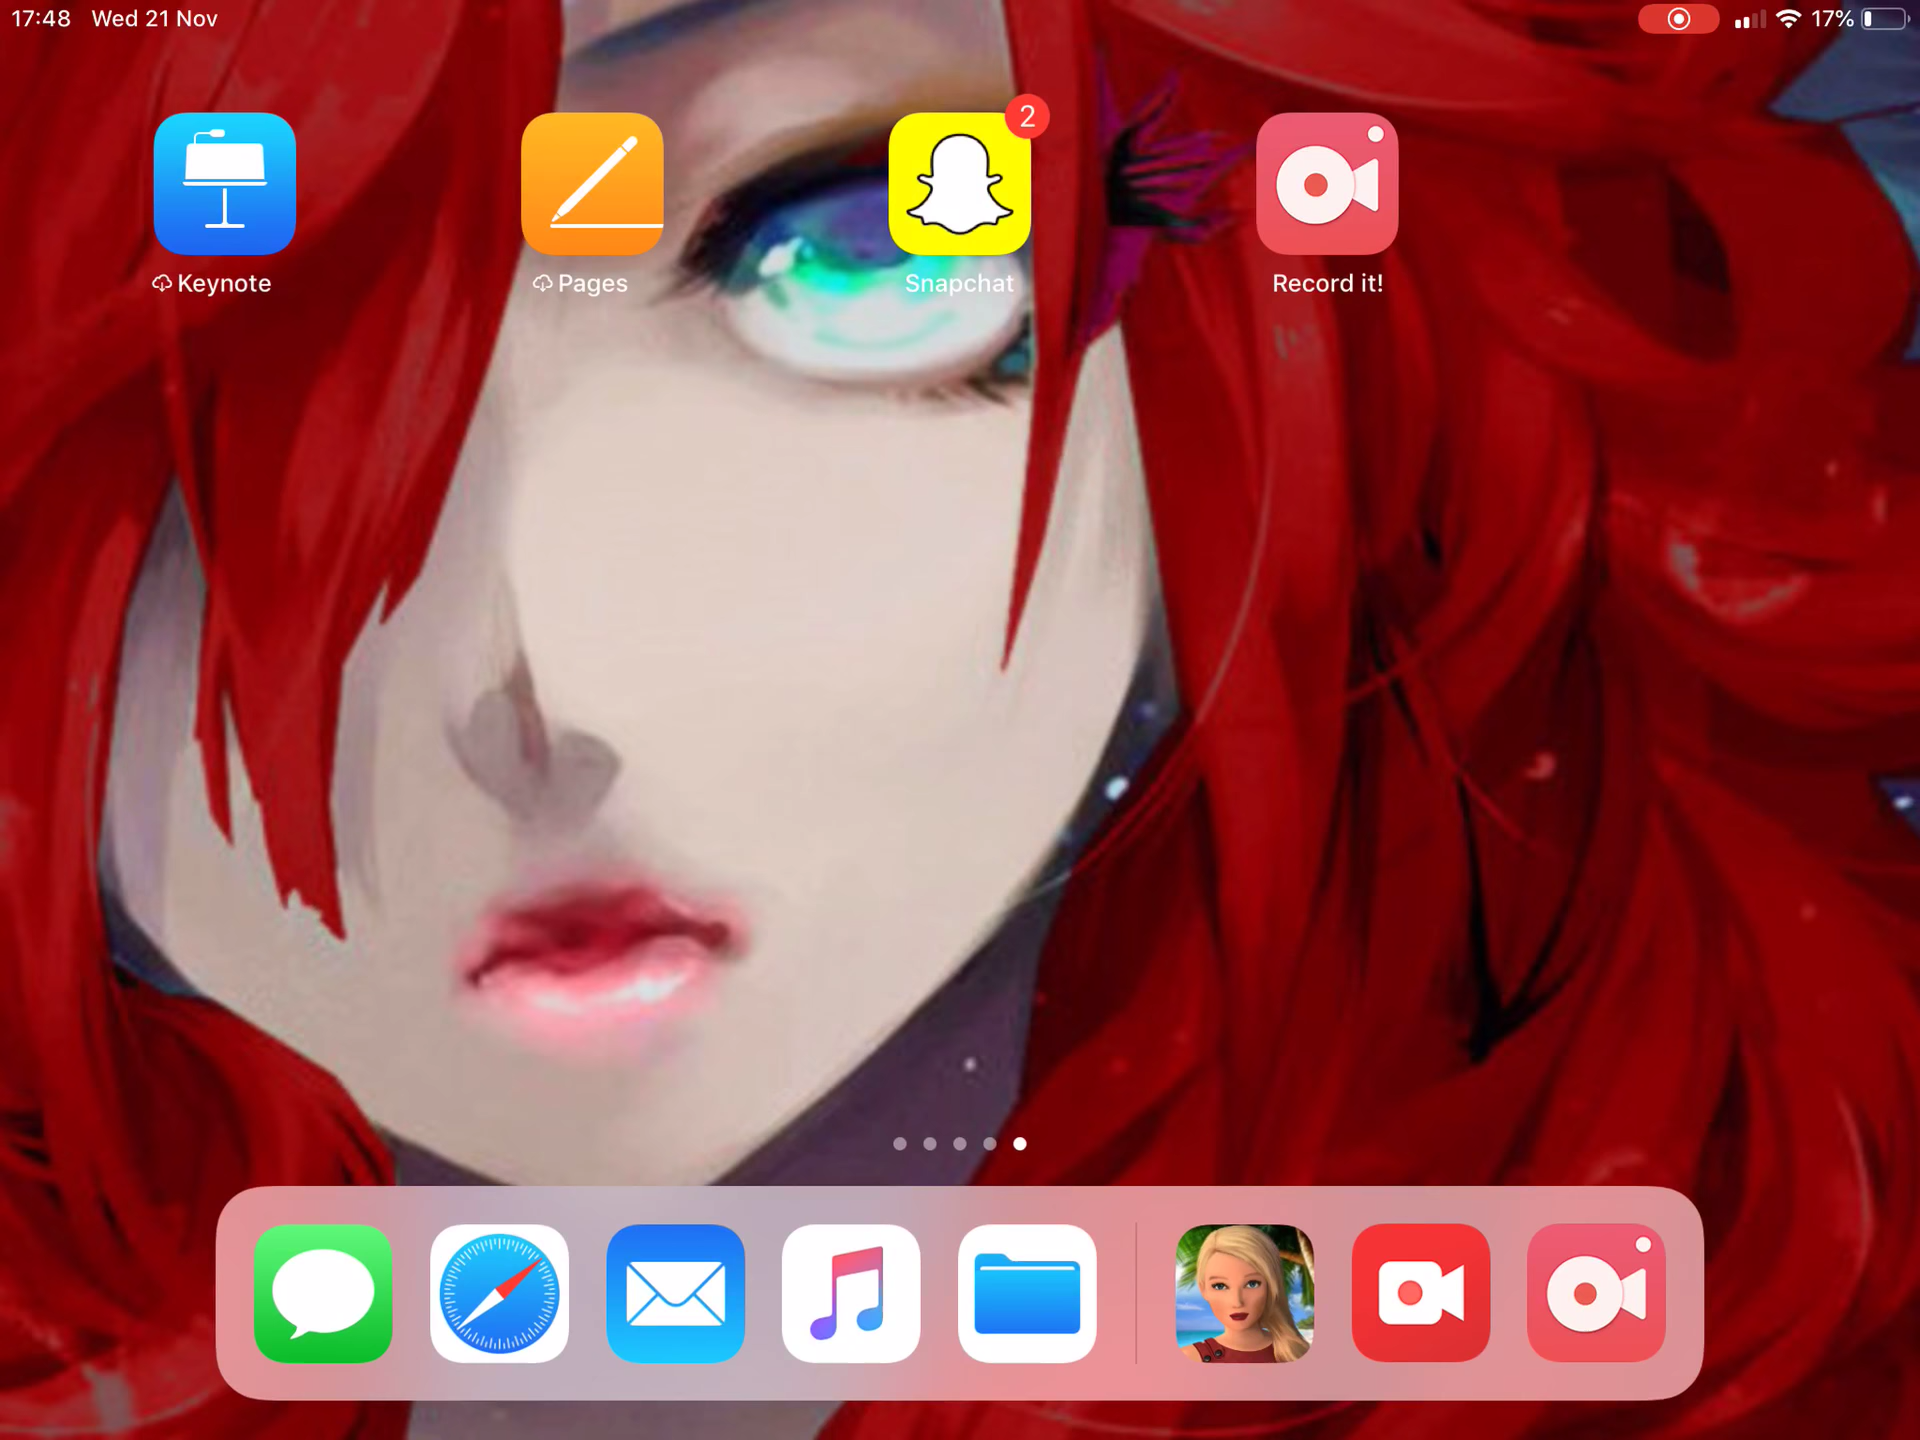 17:48 Wed 21 Nov
17%
2
Keynote
Pages
Snapchat
Record it!